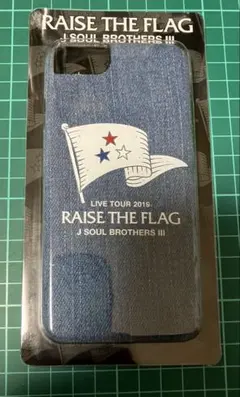 RAISE THE FLAG
J SOUL BROTHERS III
LIVE TOUR 2019
RAISE THE FLAG
J SOUL BROTHERS III